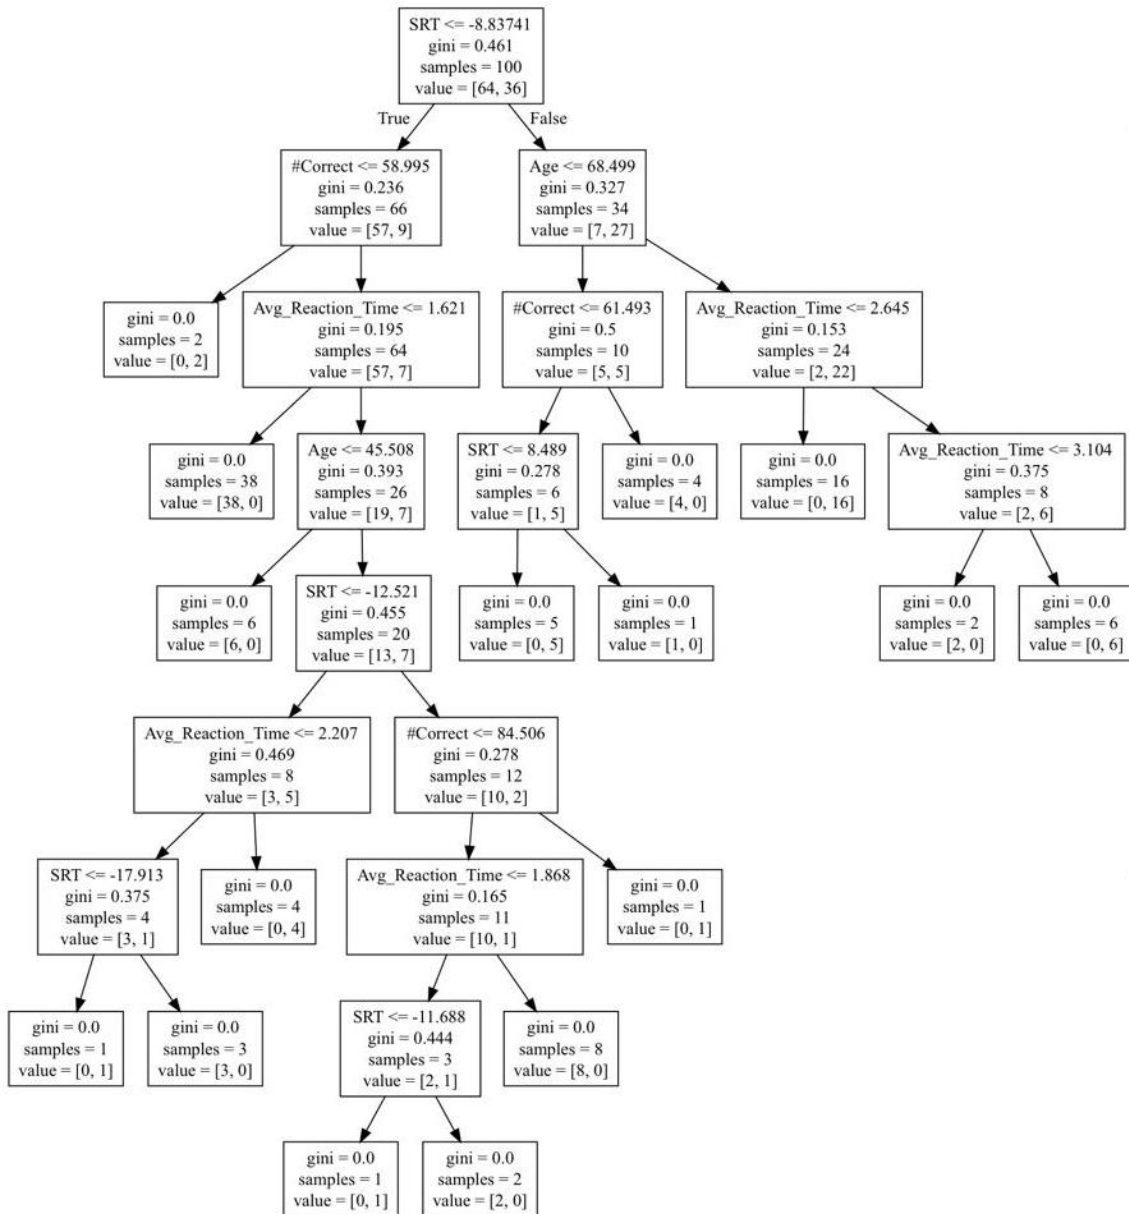 SRT <= -8.83741
gini = 0.461
samples = 100
value = [64, 36]
True
False
#Correct <= 58.995
gini = 0.236
samples = 66
value = [57, 9]
Age <= 68.499
gini = 0.327
samples = 34
value = [7, 27]
gini = 0.0
samples = 2
value = [0, 2]
Avg_Reaction_Time <= 1.621
gini = 0.195
samples = 64
value = [57, 7]
#Correct <= 61.493
gini = 0.5
samples = 10
value = [5, 5]
Avg_Reaction_Time <= 2.645
gini = 0.153
samples = 24
value = [2, 22]
gini = 0.0
samples = 38
value = [38, 0]
Age <= 45.508
gini = 0.393
samples = 26
value = [19, 7]
SRT <= 8.489
gini = 0.278
samples = 6
value = [1, 5]
gini = 0.0
samples = 4
value = [4, 0]
gini = 0.0
samples = 16
value = [0, 16]
Avg_Reaction_Time <= 3.104
gini = 0.375
samples = 8
value = [2, 6]
gini = 0.0
samples = 6
value = [6, 0]
SRT <= -12.521
gini = 0.455
samples = 20
value = [13, 7]
gini = 0.0
samples = 5
value = [0, 5]
gini = 0.0
samples = 1
value = [1, 0]
gini = 0.0
samples = 2
value = [2, 0]
gini = 0.0
samples = 6
value = [0, 6]
Avg_Reaction_Time <= 2.207
gini = 0.469
samples = 8
value = [3, 5]
#Correct <= 84.506
gini = 0.278
samples = 12
value = [10, 2]
SRT <= -17.913
gini = 0.375
samples = 4
value = [3, 1]
gini = 0.0
samples = 4
value = [0, 4]
Avg_Reaction_Time <= 1.868
gini = 0.165
samples = 11
value = [10, 1]
gini = 0.0
samples = 1
value = [0, 1]
gini = 0.0
samples = 1
value = [0, 1]
gini = 0.0
samples = 3
value = [3, 0]
SRT <= -11.688
gini = 0.444
samples = 3
value = [2, 1]
gini = 0.0
samples = 8
value = [8, 0]
gini = 0.0
samples = 1
value = [0, 1]
gini = 0.0
samples = 2
value = [2, 0]